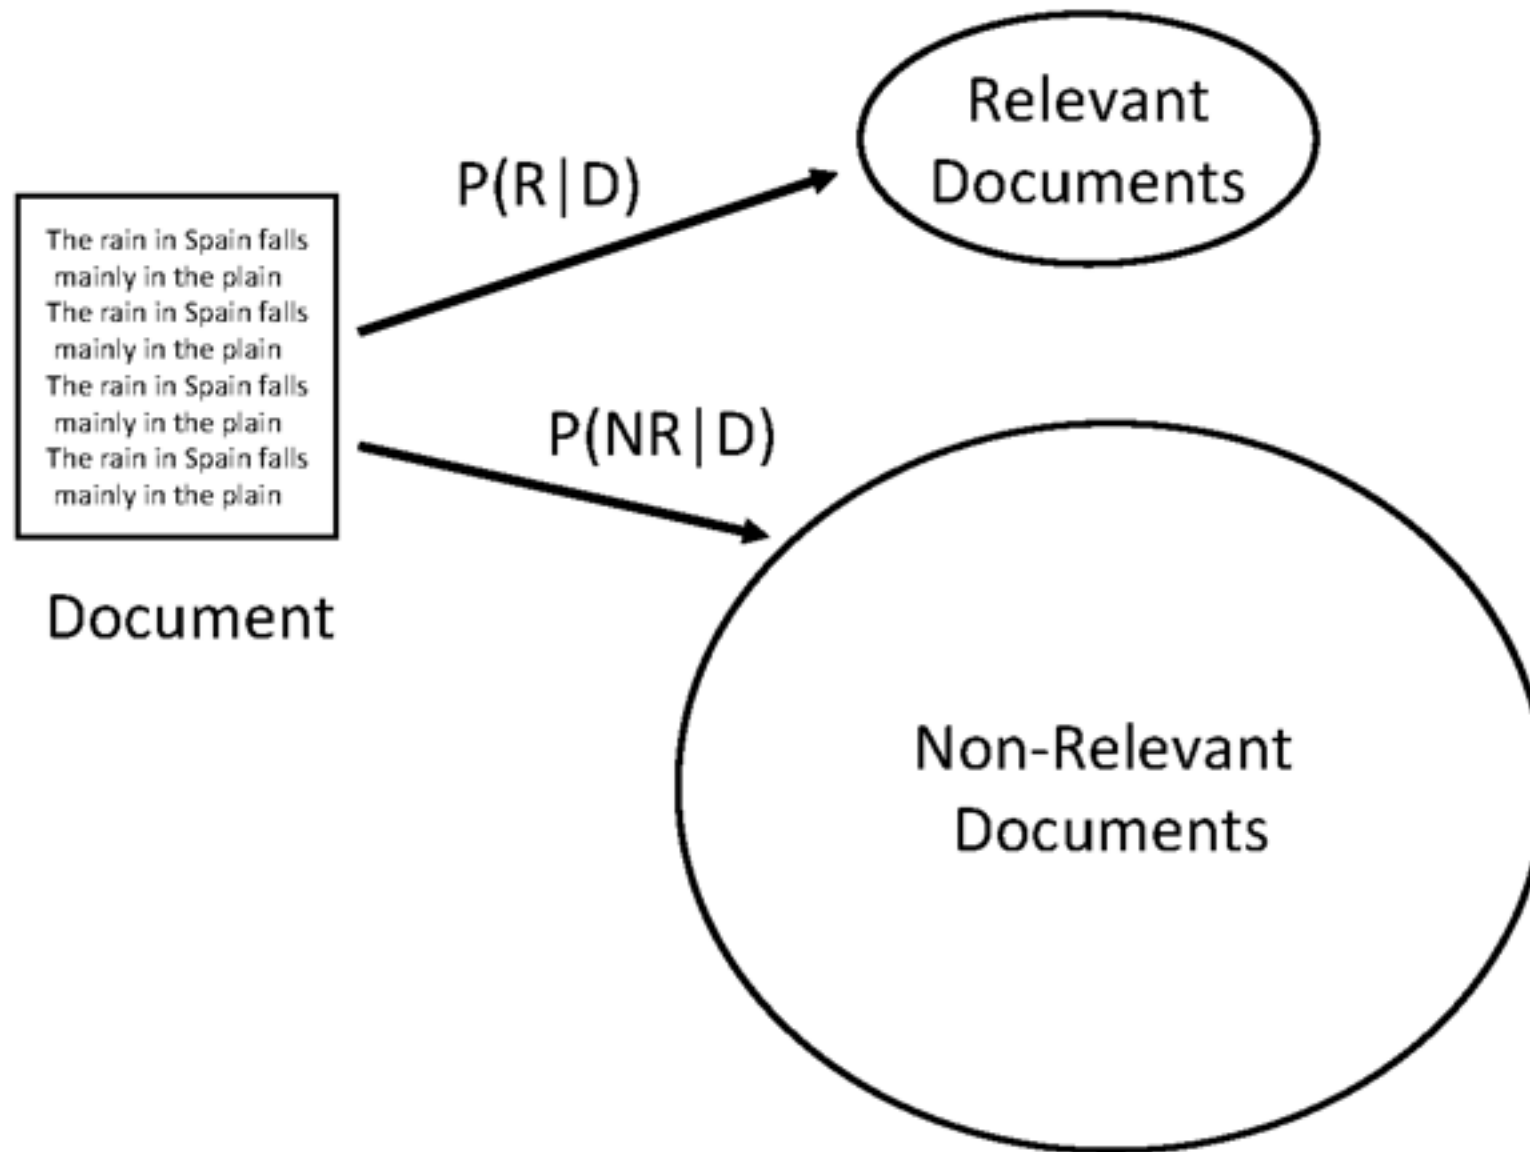 Relevant
Documents
P(R|D)
The rain in Spain falls
mainly in the plain
The rain in Spain falls
mainly in the plain
The rain in Spain falls
mainly in the plain
The rain in Spain falls
mainly in the plain
P(NR|D)
Document
Non-Relevant
Documents